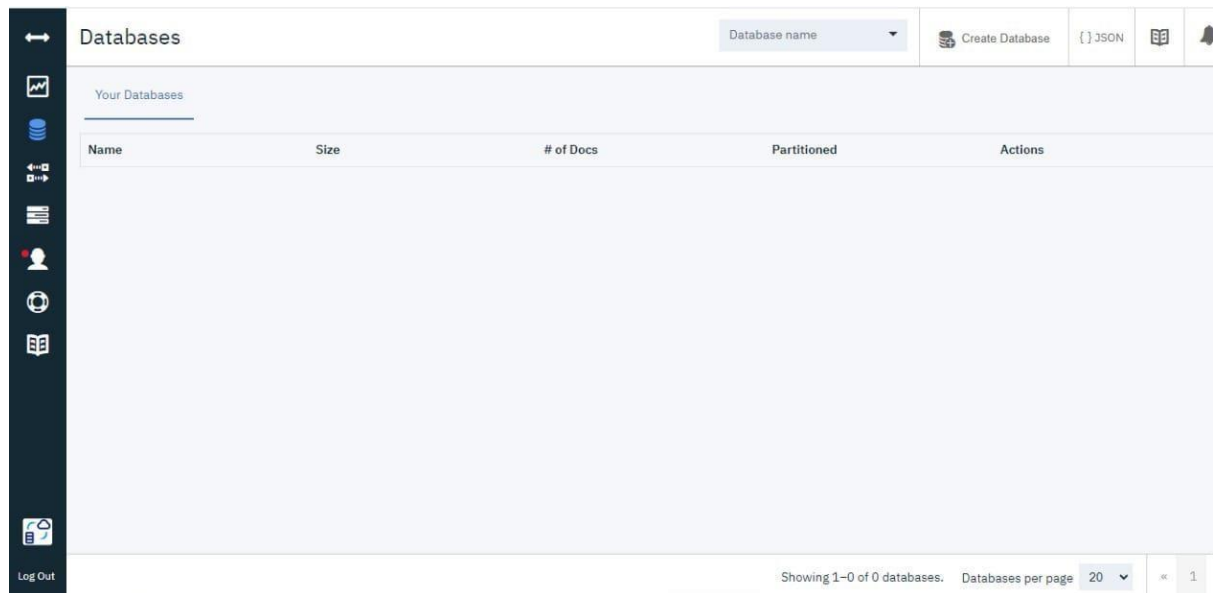 Databases
Database name
Create Database
{ } JSON
Your Databases
Name Size # of Docs Partitioned Actions
Log Out
Showing 1–0 of 0 databases. Databases per page 20 « 1